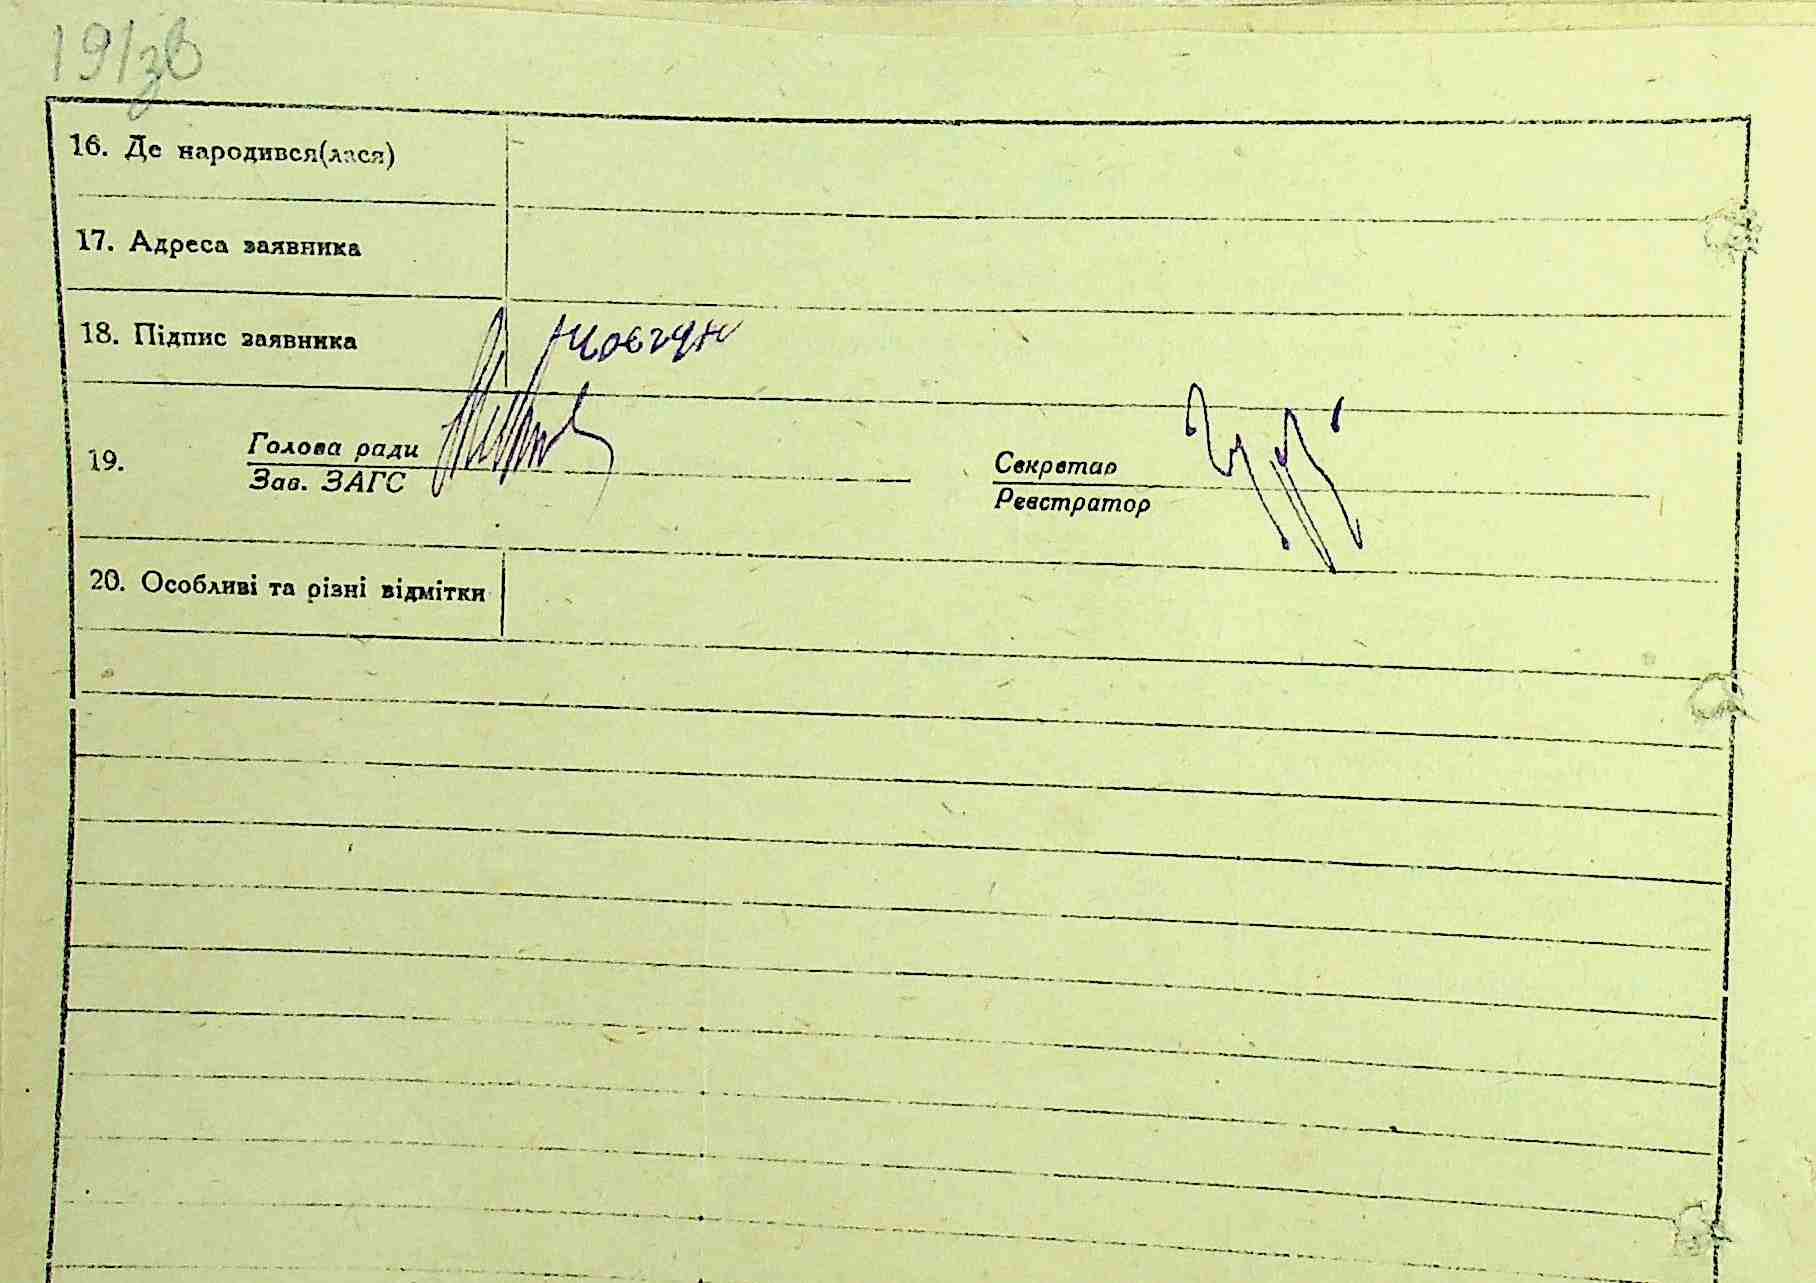 19/зв
16. Де народився(лася)
17. Адреса заявника
18. Підпис заявника
19. Голова ради Секретар
Зав. ЗАГС Реєстратор
20. Особливі та різні відмітки